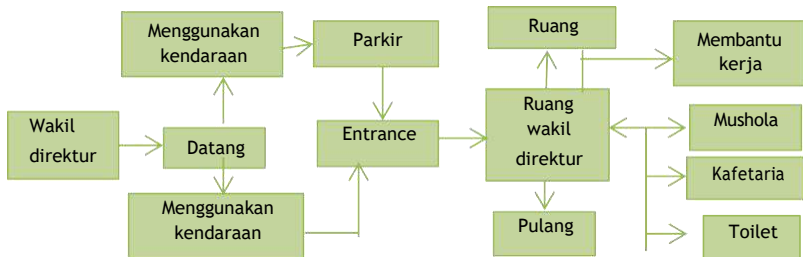 Wakil
direktur
Datang
Menggunakan
kendaraan
Parkir
Menggunakan
kendaraan
Entrance
Ruang
Ruang
wakil
direktur
Pulang
Membantu
kerja
Mushola
Kafetaria
Toilet